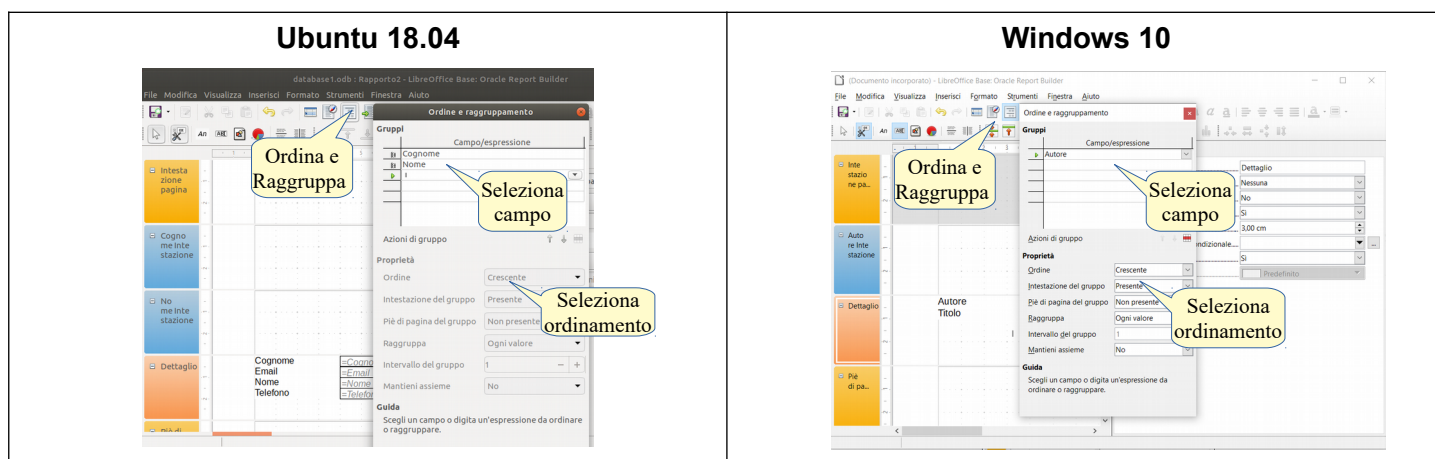 Ubuntu 18.04
database1.odb : Rapporto2 - LibreOffice Base: Oracle Report Builder
File Modifica Visualizza Inserisci Formato Strumenti Finestra Aiuto
Ordine e raggruppamento
Gruppi
Campo/espressione
Cognome
Nome
Ordina e
Raggruppa
Seleziona
campo
Intesta
zione
pagina
Cogno
me Inte
stazione
No
me Inte
stazione
Dettaglio
Piè di
Cognome
Email
Nome
Telefono
=Cogno
=Email
=Nome
=Telefon
Azioni di gruppo
Proprietà
Ordine Crescente
Intestazione del gruppo Presente
Piè di pagina del gruppo Non presente
Raggruppa Ogni valore
Intervallo del gruppo 1
Mantieni assieme No
Seleziona
ordinamento
Guida
Scegli un campo o digita un'espressione da ordinare
o raggruppare.
Windows 10
(Documento incorporato) - LibreOffice Base: Oracle Report Builder
File Modifica Visualizza Inserisci Formato Strumenti Finestra Aiuto
Ordine e raggruppamento
Gruppi
Campo/espressione
Autore
Ordina e
Raggruppa
Seleziona
campo
Inte
stazio
ne pa...
Auto
re Inte
stazione
Dettaglio
Piè
di pa...
Autore
Titolo
Azioni di gruppo
Proprietà
Ordine Crescente
Intestazione del gruppo Presente
Piè di pagina del gruppo Non presente
Raggruppa Ogni valore
Intervallo del gruppo 1
Mantieni assieme No
Seleziona
ordinamento
Guida
Scegli un campo o digita un'espressione da
ordinare o raggruppare.
Dettaglio
Nessuna
No
Sì
3,00 cm
ndizionale...
Sì
Predefinito